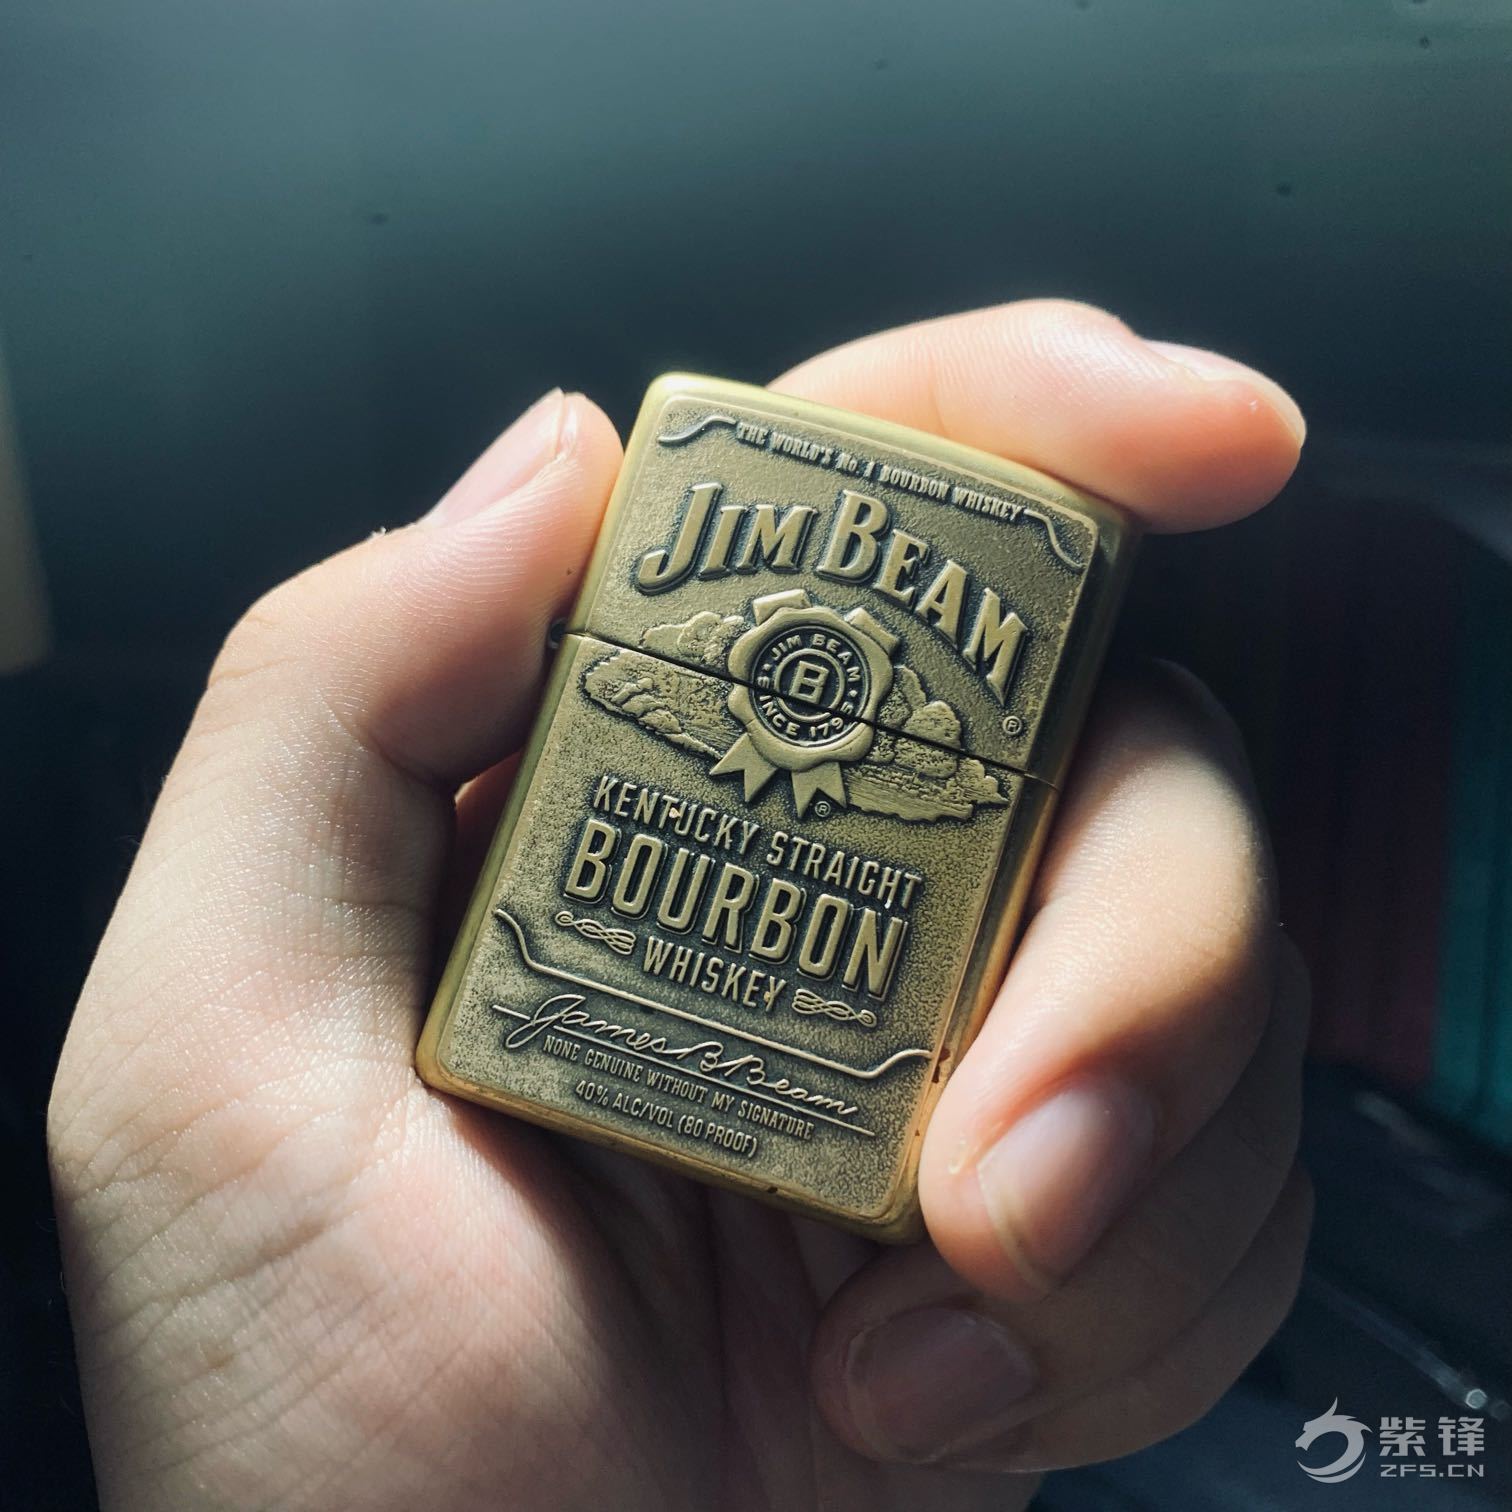 THE WORLD'S No.1 BOURBON WHISKEY
JIM BEAM
®
JIM BEAM
B
SINCE 1795
®
KENTUCKY STRAIGHT
BOURBON
WHISKEY
James B Beam
NONE GENUINE WITHOUT MY SIGNATURE
40% ALC/VOL (80 PROOF)
紫锋
ZFS.CN